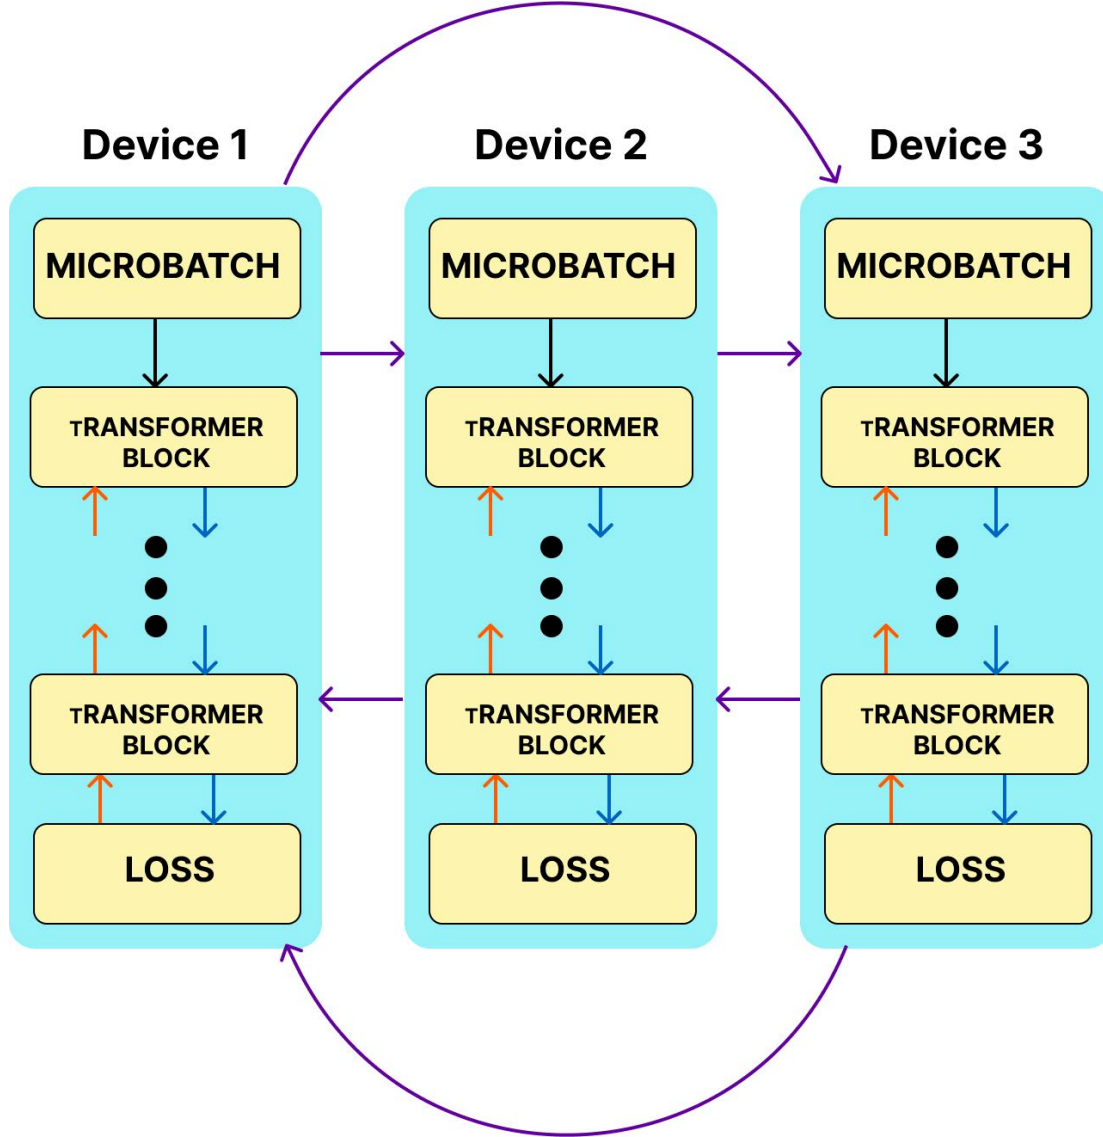 Device 1
Device 2
Device 3
MICROBATCH
MICROBATCH
MICROBATCH
TRANSFORMER
BLOCK
TRANSFORMER
BLOCK
TRANSFORMER
BLOCK
TRANSFORMER
BLOCK
TRANSFORMER
BLOCK
TRANSFORMER
BLOCK
LOSS
LOSS
LOSS